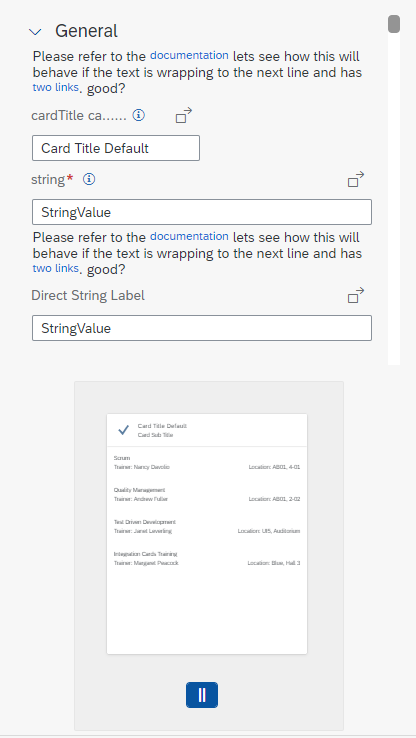 General
Please refer to the documentation lets see how this will
behave if the text is wrapping to the next line and has
two links. good?
cardTitle ca......
Card Title Default
string*
StringValue
Please refer to the documentation lets see how this will
behave if the text is wrapping to the next line and has
two links. good?
Direct String Label
StringValue
Card Title Default
Card Sub Title
Scrum
Trainer: Nancy Davolio Location: AB01, 4-01
Quality Management
Trainer: Andrew Fuller Location: AB01, 2-02
Test Driven Development
Trainer: Janet Leverling Location: UI5, Auditorium
Integration Cards Training
Trainer: Margaret Peacock Location: Blue, Hall 3